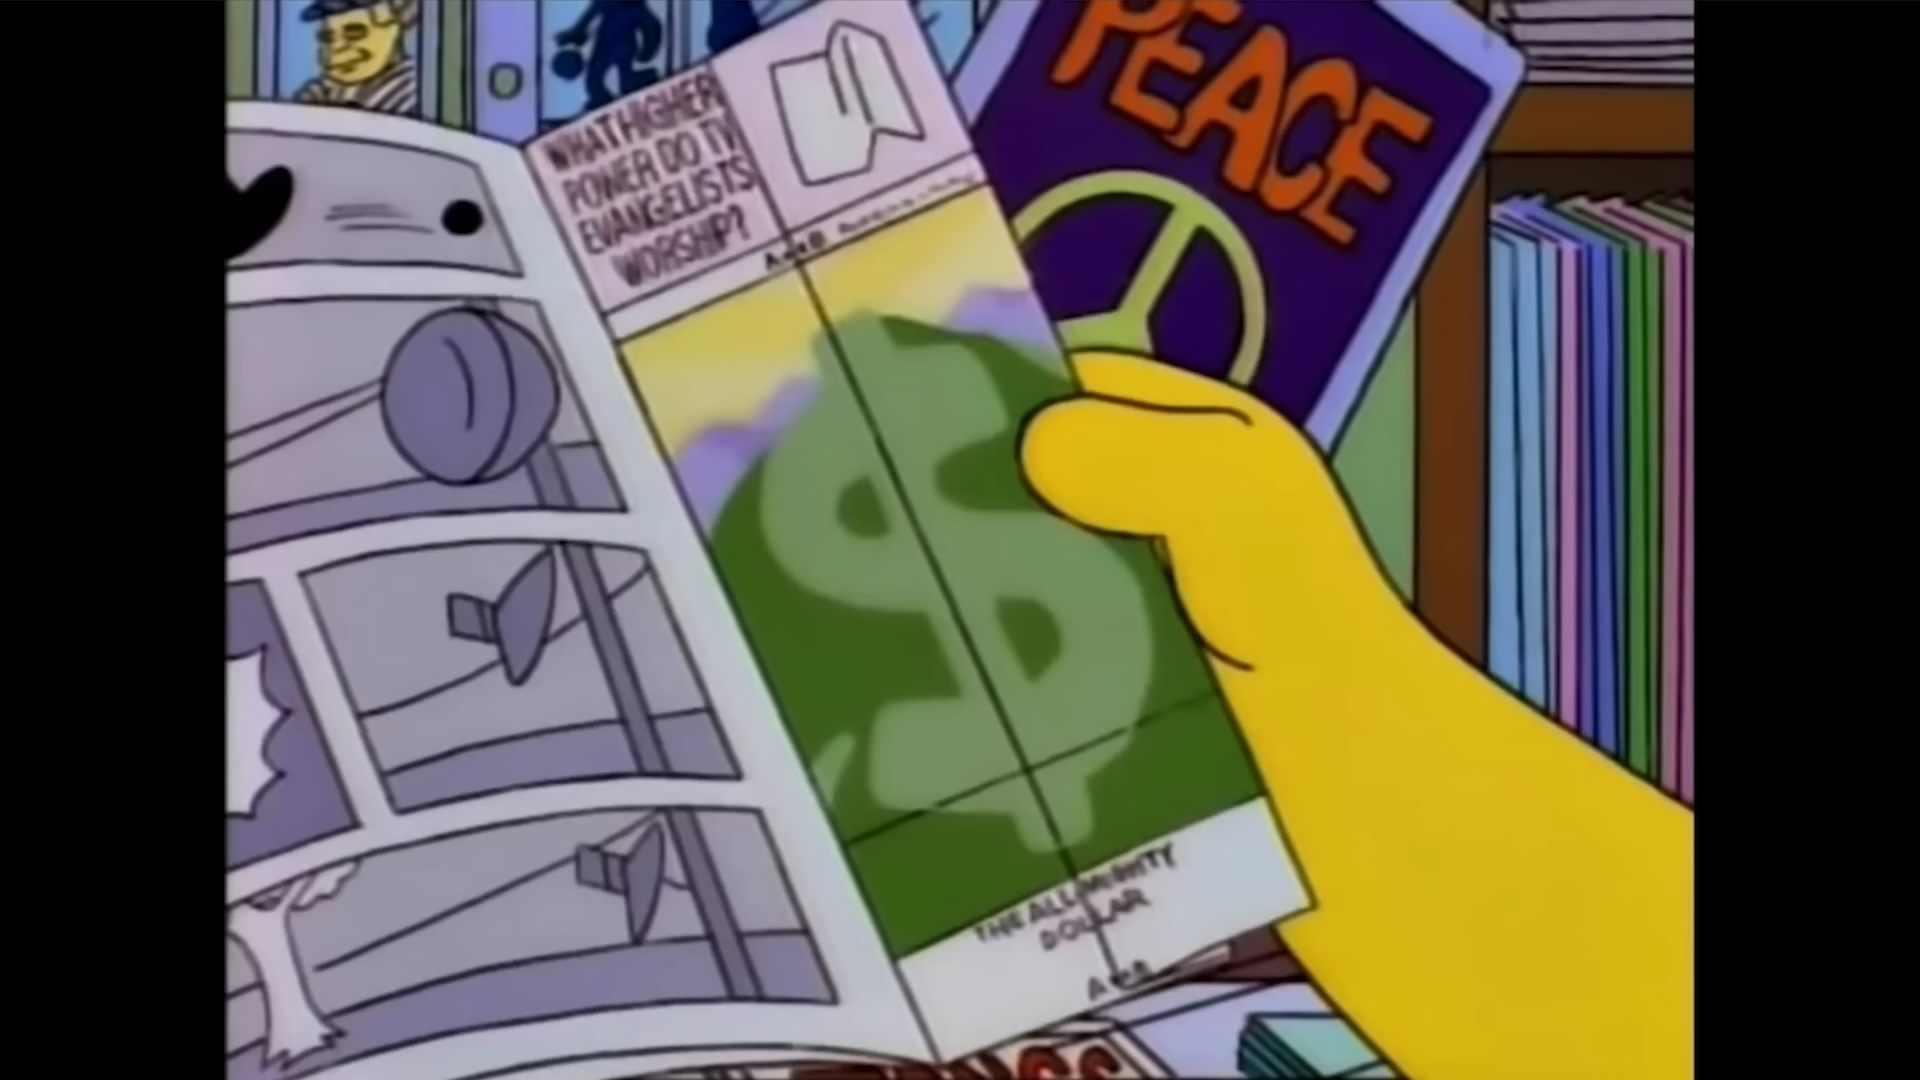 PEACE
WHAT HIGHER
POWER DO TV
EVANGELISTS
WORSHIP?
A B
THE ALL MIGHTY
DOLLAR
A B